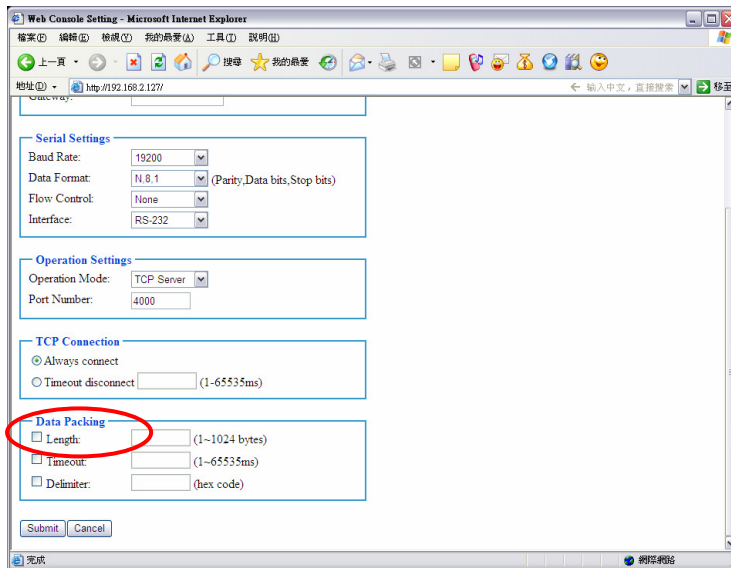 Web Console Setting - Microsoft Internet Explorer
檔案(F) 編輯(E) 檢視(V) 我的最愛(A) 工具(T) 說明(H)
上一頁 搜尋 我的最愛
網址(D) http://192.168.2.127/ ← 输入中文，直接搜索 移至
Gateway:
Serial Settings
Baud Rate: 19200
Data Format: N,8,1 (Parity,Data bits,Stop bits)
Flow Control: None
Interface: RS-232
Operation Settings
Operation Mode: TCP Server
Port Number: 4000
TCP Connection
Always connect
Timeout disconnect (1-65535ms)
Data Packing
Length: (1~1024 bytes)
Timeout: (1~65535ms)
Delimiter: (hex code)
Submit Cancel
完成 網際網路